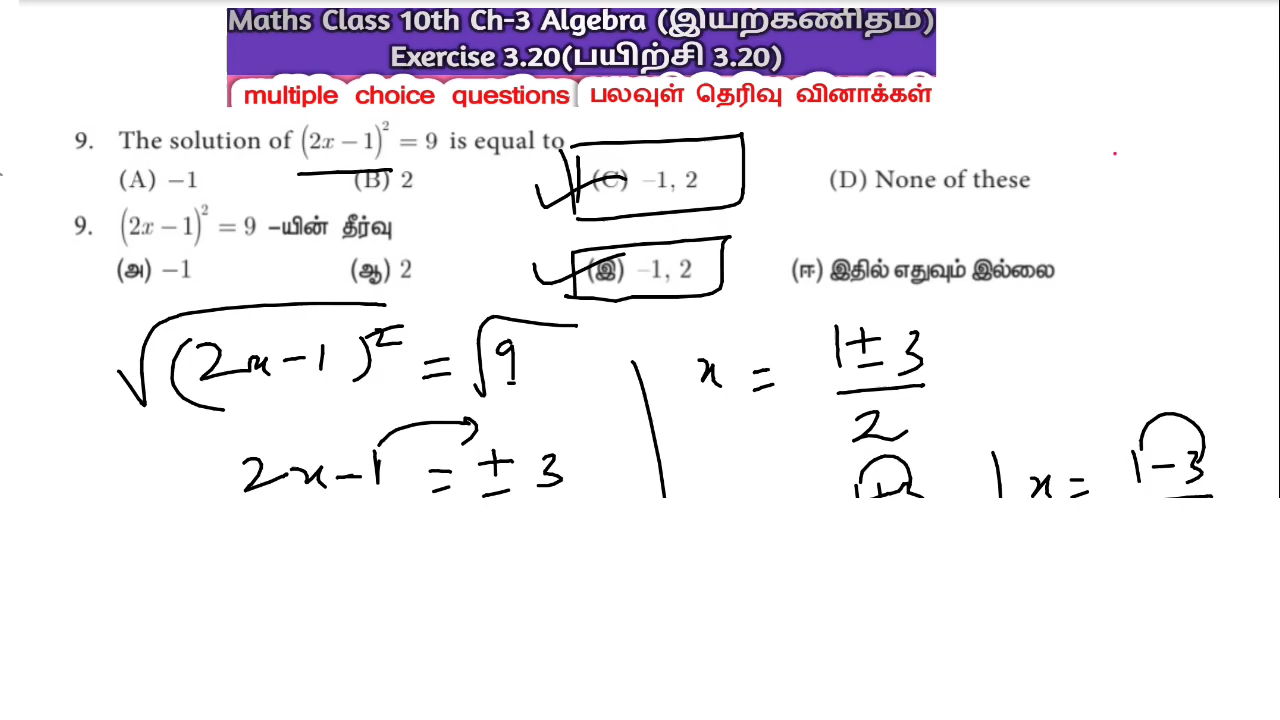 Maths Class 10th Ch-3 Algebra (இயற்கணிதம்)
Exercise 3.20(பயிற்சி 3.20)
multiple choice questions பலவுள் தெரிவு வினாக்கள்
9. The solution of (2x − 1)² = 9 is equal to
(A) −1 (B) 2 (C) −1, 2 (D) None of these
9. (2x − 1)² = 9 -யின் தீர்வு
(அ) −1 (ஆ) 2 (இ) −1, 2 (ஈ) இதில் எதுவும் இல்லை
√(2x−1)² = √9
2x−1 = ± 3
x = (1 ± 3)/2
x = 1−3